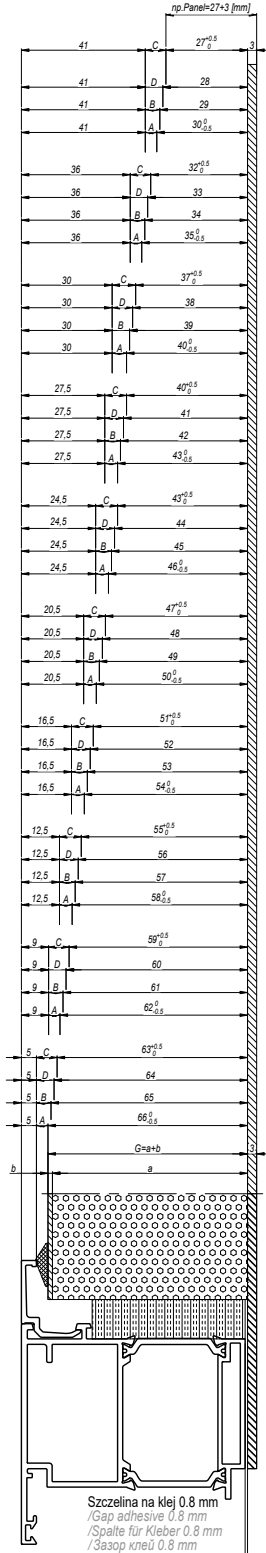 np.Panel=27+3 [mm]
41 C 27+0.5 0 3
41 D 28
41 B 29
41 A 30 0 -0.5
36 C 32+0.5 0
36 D 33
36 B 34
36 A 35 0 -0.5
30 C 37+0.5 0
30 D 38
30 B 39
30 A 40 0 -0.5
27,5 C 40+0.5 0
27,5 D 41
27,5 B 42
27,5 A 43 0 -0.5
24,5 C 43+0.5 0
24,5 D 44
24,5 B 45
24,5 A 46 0 -0.5
20,5 C 47+0.5 0
20,5 D 48
20,5 B 49
20,5 A 50 0 -0.5
16,5 C 51+0.5 0
16,5 D 52
16,5 B 53
16,5 A 54 0 -0.5
12,5 C 55+0.5 0
12,5 D 56
12,5 B 57
12,5 A 58 0 -0.5
9 C 59+0.5 0
9 D 60
9 B 61
9 A 62 0 -0.5
5 C 63+0.5 0
5 D 64
5 B 65
5 A 66 0 -0.5
G=a+b 3
b a
Szczelina na klej 0.8 mm
/Gap adhesive 0.8 mm
/Spalte für Kleber 0.8 mm
/Зазор клей 0.8 mm